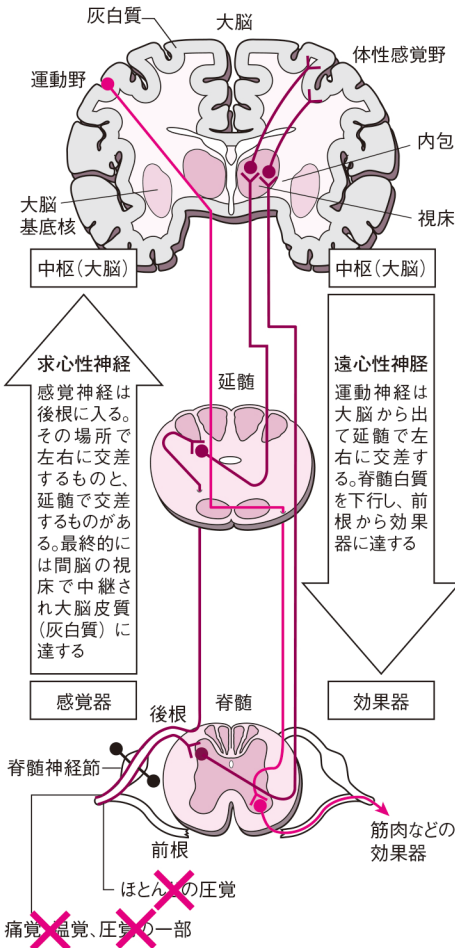 灰白質
大脳
運動野
体性感覚野
内包
大脳
基底核
視床
中枢（大脳）
中枢（大脳）
求心性神経
感覚神経は
後根に入る。
その場所で
左右に交差
するものと、
延髄で交差
するものがあ
る。最終的に
は間脳の視
床で中継され
大脳皮質
（灰白質）に
達する
延髄
遠心性神脛
運動神経は
大脳から出
て延髄で左
右に交差す
る。脊髄白質
を下行し、前
根から効果
器に達する
感覚器
脊髄
効果器
後根
脊髄神経節
前根
筋肉などの
効果器
ほとんどの圧覚
痛覚、温覚、圧覚の一部